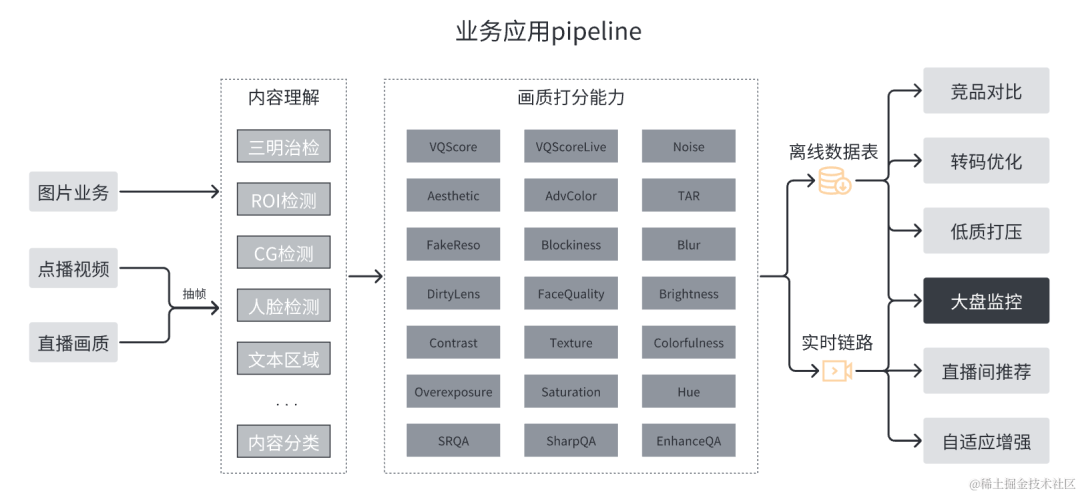 业务应用pipeline
图片业务
点播视频
直播画质
抽帧
内容理解
三明治检
ROI检测
CG检测
人脸检测
文本区域
...
内容分类
画质打分能力
VQScore
VQScoreLive
Noise
Aesthetic
AdvColor
TAR
FakeReso
Blockiness
Blur
DirtyLens
FaceQuality
Brightness
Contrast
Texture
Colorfulness
Overexposure
Saturation
Hue
SRQA
SharpQA
EnhanceQA
离线数据表
实时链路
竞品对比
转码优化
低质打压
大盘监控
直播间推荐
自适应增强
@稀土掘金技术社区